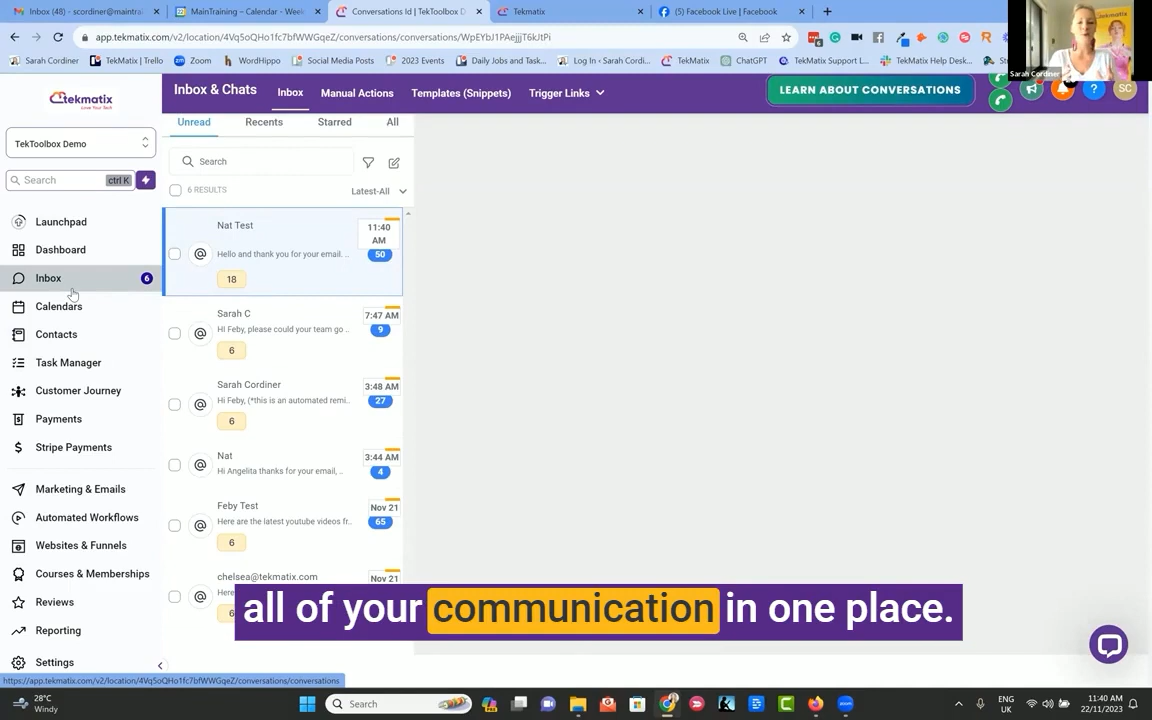 Inbox (48) - scordiner@maintrai
MainTraining - Calendar - Week
Conversations Id | TekToolbox D
Tekmatix
(5) Facebook Live | Facebook
app.tekmatix.com/v2/location/4Vq5oQHo1fc7bfWWGqeZ/conversations/conversations/WpEYbJ1PAejjjT6kJtPi
Sarah Cordiner
TekMatix | Trello
Zoom
WordHippo
Social Media Posts
2023 Events
Daily Jobs and Task...
Log In ‹ Sarah Cordi...
TekMatix
ChatGPT
TekMatix Support L...
TekMatix Help Desk...
Sarah Cordiner
tekmatix
Love Your Tech
Inbox & Chats
Inbox
Manual Actions
Templates (Snippets)
Trigger Links
LEARN ABOUT CONVERSATIONS
SC
TekToolbox Demo
Search
ctrl K
Launchpad
Dashboard
Inbox
6
Calendars
Contacts
Task Manager
Customer Journey
Payments
Stripe Payments
Marketing & Emails
Automated Workflows
Websites & Funnels
Courses & Memberships
Reviews
Reporting
Settings
Unread
Recents
Starred
All
Search
6 RESULTS
Latest-All
Nat Test
11:40 AM
Hello and thank you for your email. ..
50
18
Sarah C
7:47 AM
HI Feby, please could your team go ..
9
6
Sarah Cordiner
3:48 AM
Hi Feby, (*this is an automated remi..
27
6
Nat
3:44 AM
Hi Angelita thanks for your email, ..
4
Feby Test
Nov 21
Here are the latest youtube videos fr..
65
6
chelsea@tekmatix.com
Nov 21
all of your communication in one place.
https://app.tekmatix.com/v2/location/4Vq5oQHo1fc7bfWWGqeZ/conversations/conversations
28°C
Windy
Search
ENG
UK
11:40 AM
22/11/2023